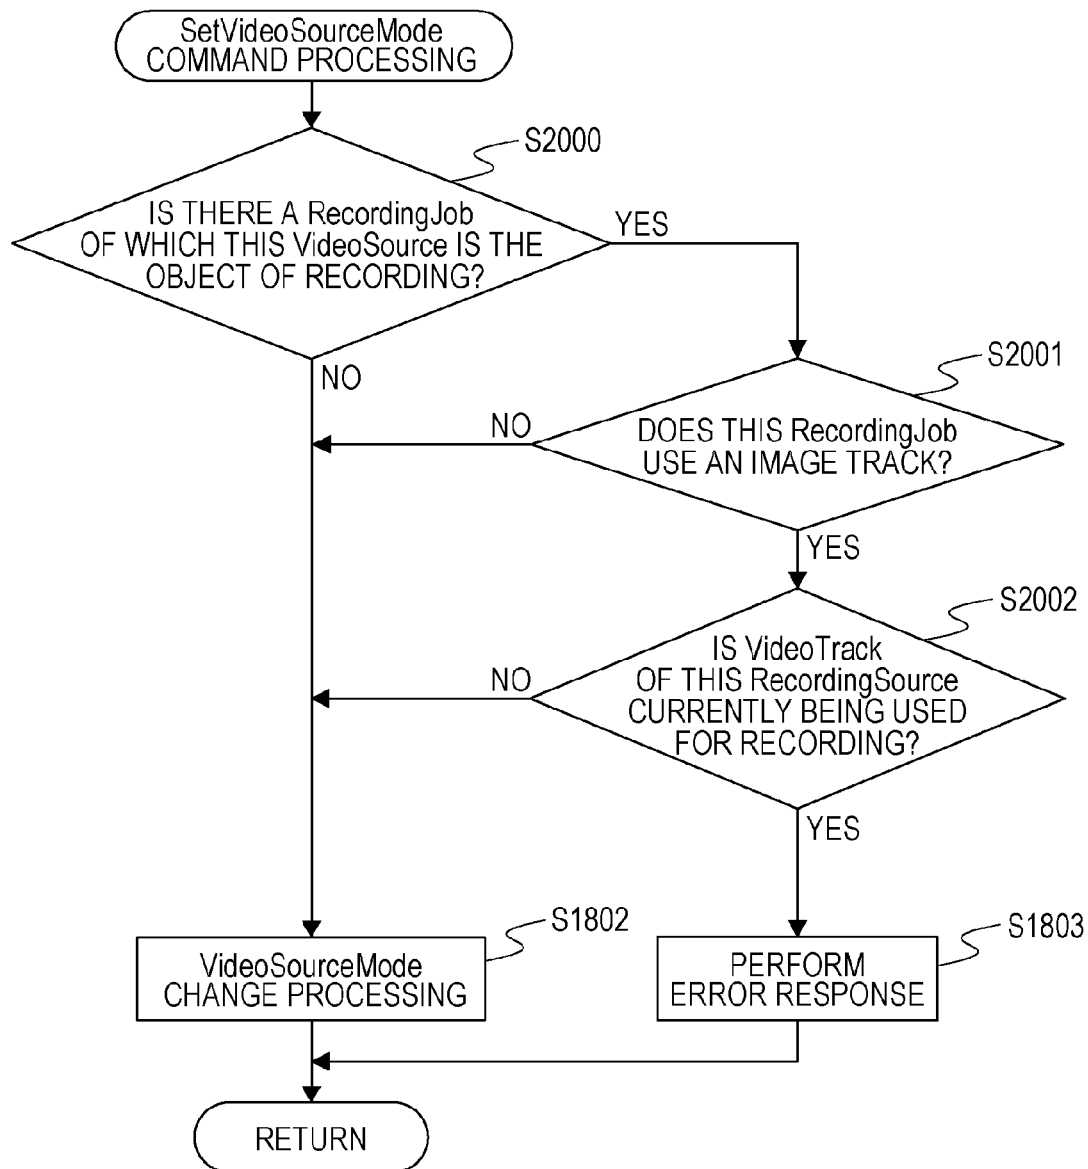 SetVideoSourceMode
COMMAND PROCESSING
S2000
IS THERE A RecordingJob
OF WHICH THIS VideoSource IS THE
OBJECT OF RECORDING?
YES
NO
S2001
DOES THIS RecordingJob
USE AN IMAGE TRACK?
NO
YES
S2002
IS VideoTrack
OF THIS RecordingSource
CURRENTLY BEING USED
FOR RECORDING?
NO
YES
S1802
VideoSourceMode
CHANGE PROCESSING
S1803
PERFORM
ERROR RESPONSE
RETURN